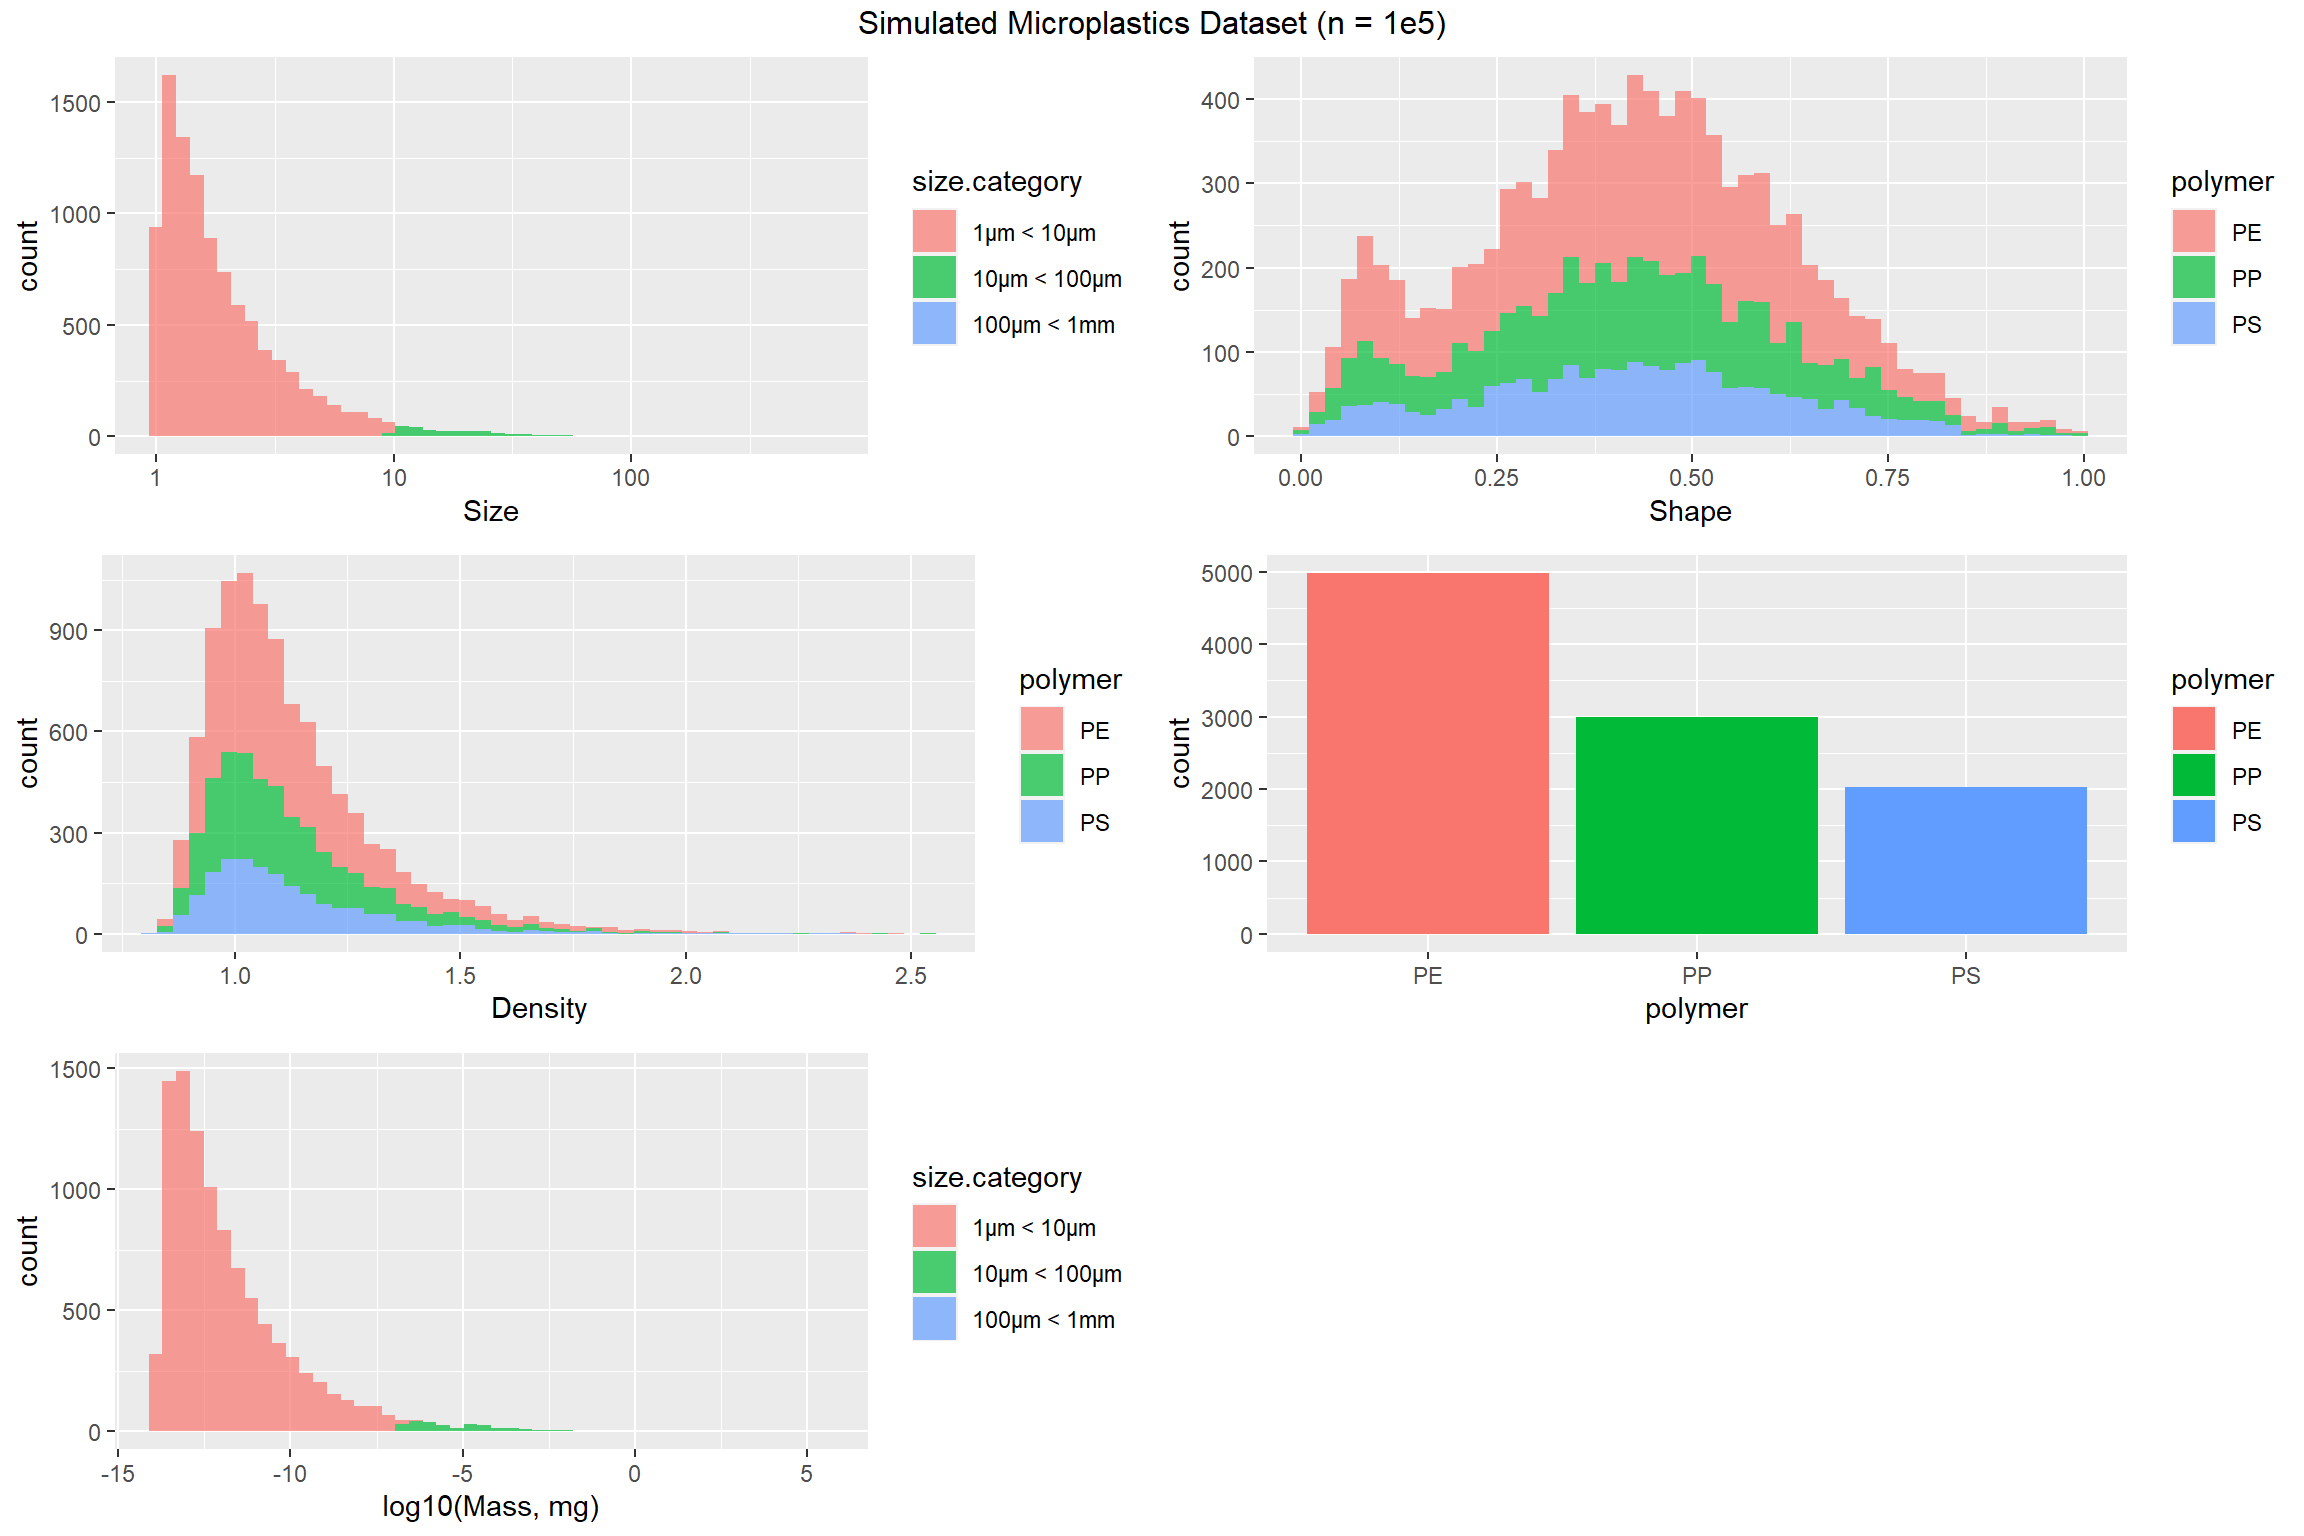 Simulated Microplastics Dataset (n = 1e5)
1500
1000
500
0
count
1
10
100
Size
size.category
1µm < 10µm
10µm < 100µm
100µm < 1mm
400
300
200
100
0
count
0.00
0.25
0.50
0.75
1.00
Shape
polymer
PE
PP
PS
900
600
300
0
count
1.0
1.5
2.0
2.5
Density
polymer
PE
PP
PS
5000
4000
3000
2000
1000
0
count
PE
PP
PS
polymer
polymer
PE
PP
PS
1500
1000
500
0
count
-15
-10
-5
0
5
log10(Mass, mg)
size.category
1µm < 10µm
10µm < 100µm
100µm < 1mm